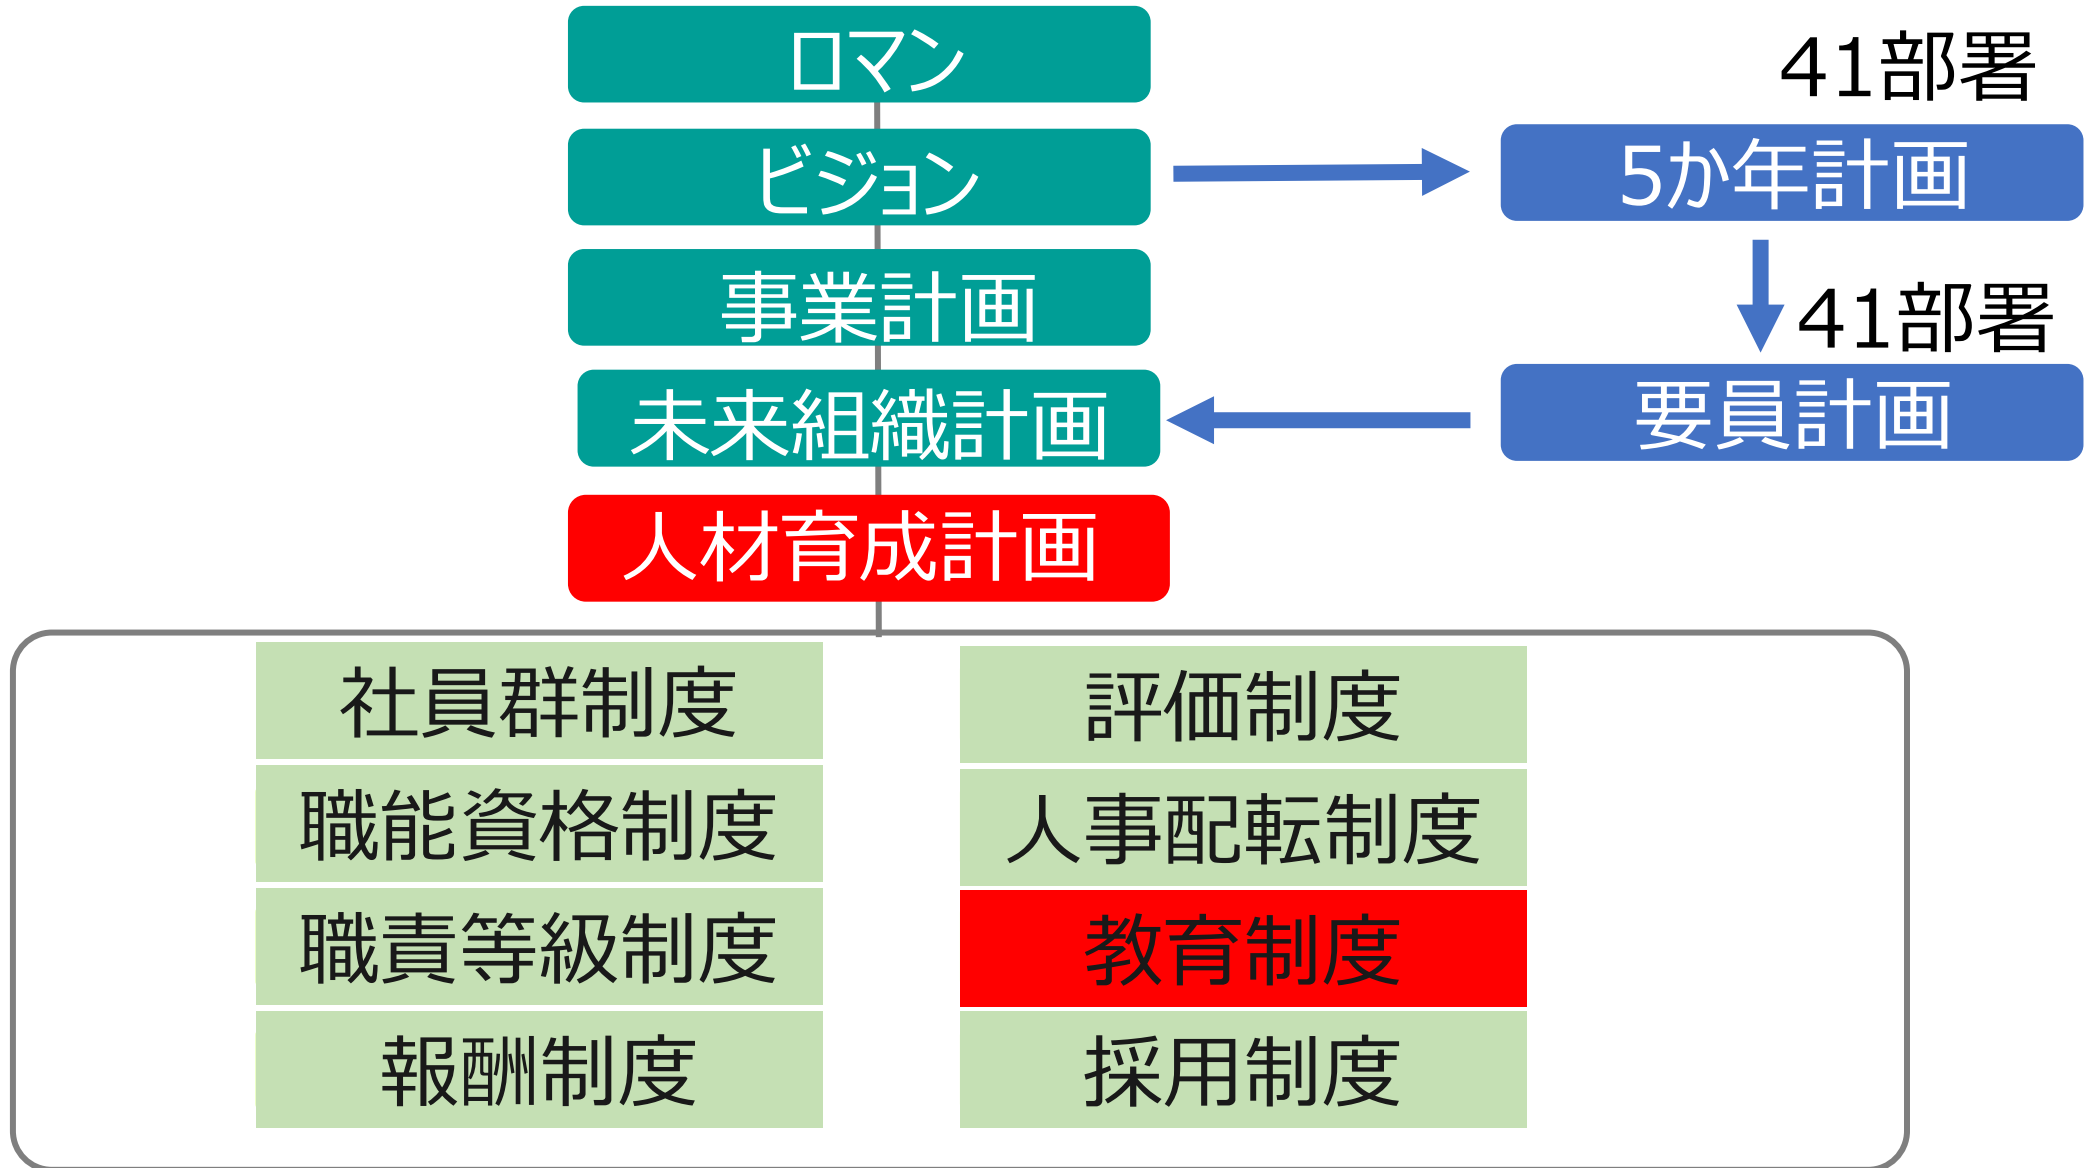 ロマン
41部署
ビジョン
5か年計画
事業計画
41部署
未来組織計画
要員計画
人材育成計画
社員群制度
評価制度
職能資格制度
人事配転制度
職責等級制度
教育制度
報酬制度
採用制度